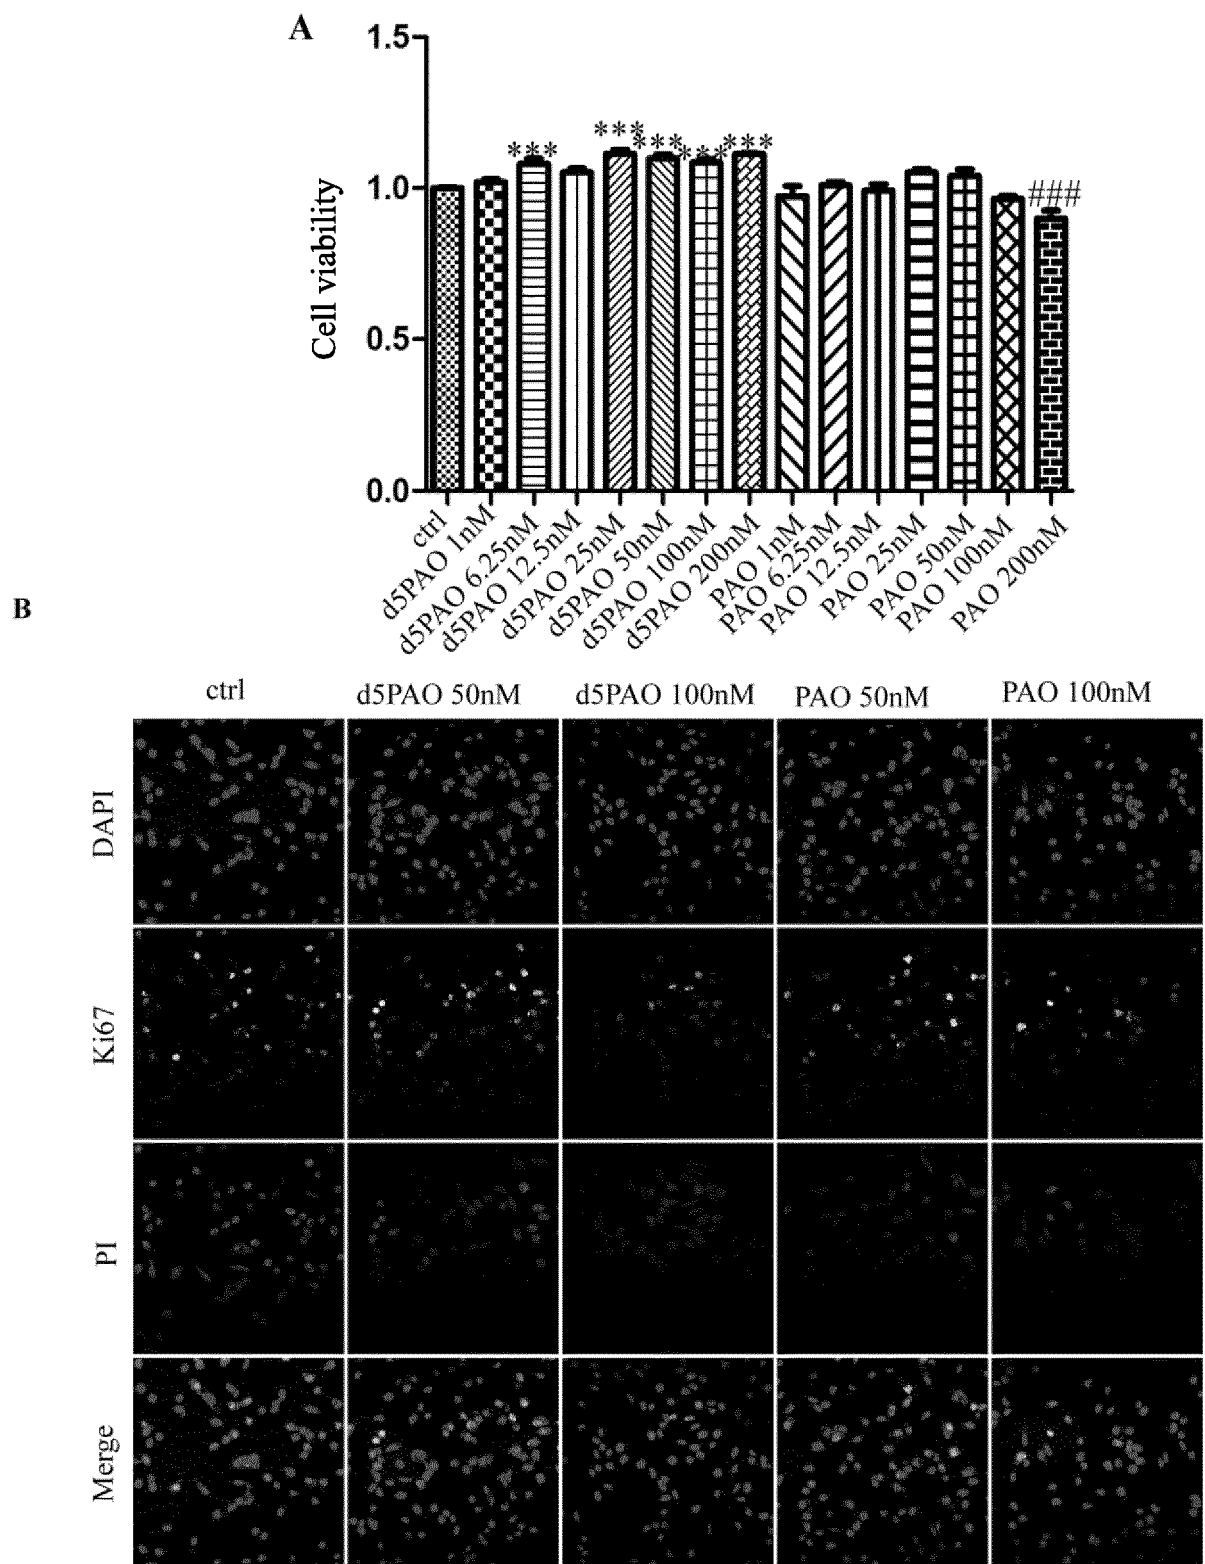 A
1.5
1.0
0.5
0.0
Cell viability
***
***
***
***
***
###
ctrl
d5PAO 1nM
d5PAO 6.25nM
d5PAO 12.5nM
d5PAO 25nM
d5PAO 50nM
d5PAO 100nM
d5PAO 200nM
PAO 1nM
PAO 6.25nM
PAO 12.5nM
PAO 25nM
PAO 50nM
PAO 100nM
PAO 200nM
B
ctrl
d5PAO 50nM
d5PAO 100nM
PAO 50nM
PAO 100nM
DAPI
Ki67
PI
Merge